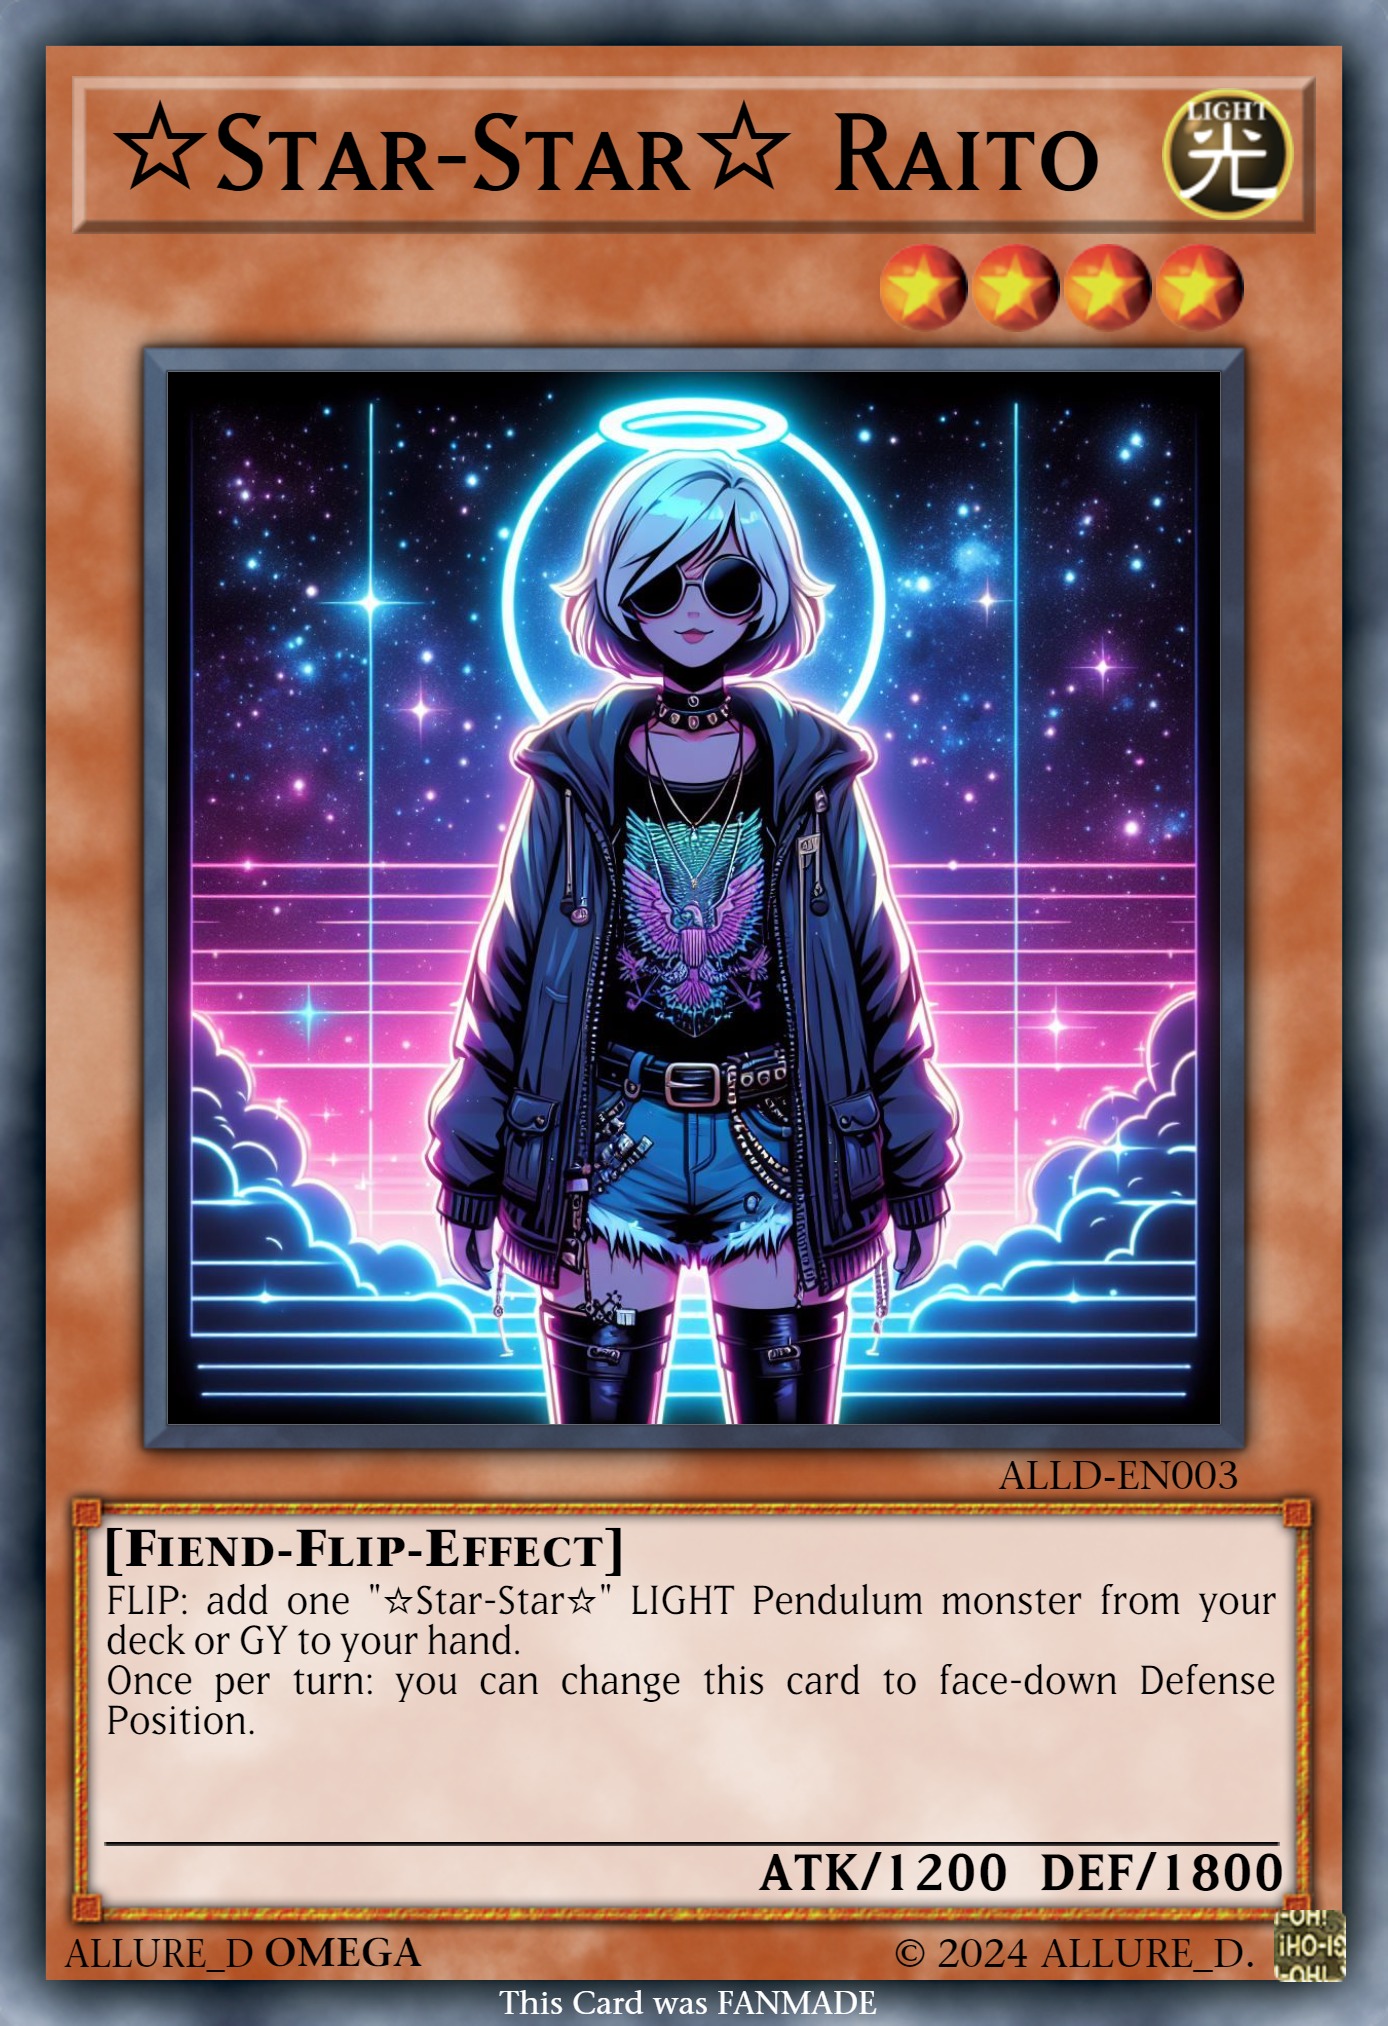 ☆Star-Star☆ Raito
LIGHT
光
ALLD-EN003
[Fiend-Flip-Effect]
FLIP: add one "☆Star-Star☆" LIGHT Pendulum monster from your
deck or GY to your hand.
Once per turn: you can change this card to face-down Defense
Position.
ATK/1200 DEF/1800
ALLURE_D OMEGA
© 2024 ALLURE_D.
This Card was FANMADE